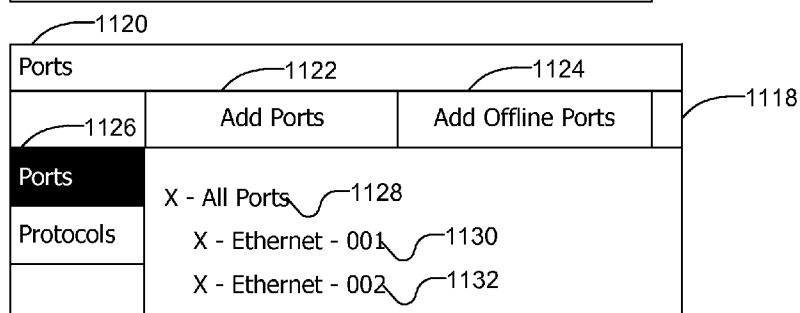 1120
Ports
1122
1124
1118
Add Ports
Add Offline Ports
1126
Ports
X - All Ports
1128
Protocols
X - Ethernet - 001
1130
X - Ethernet - 002
1132